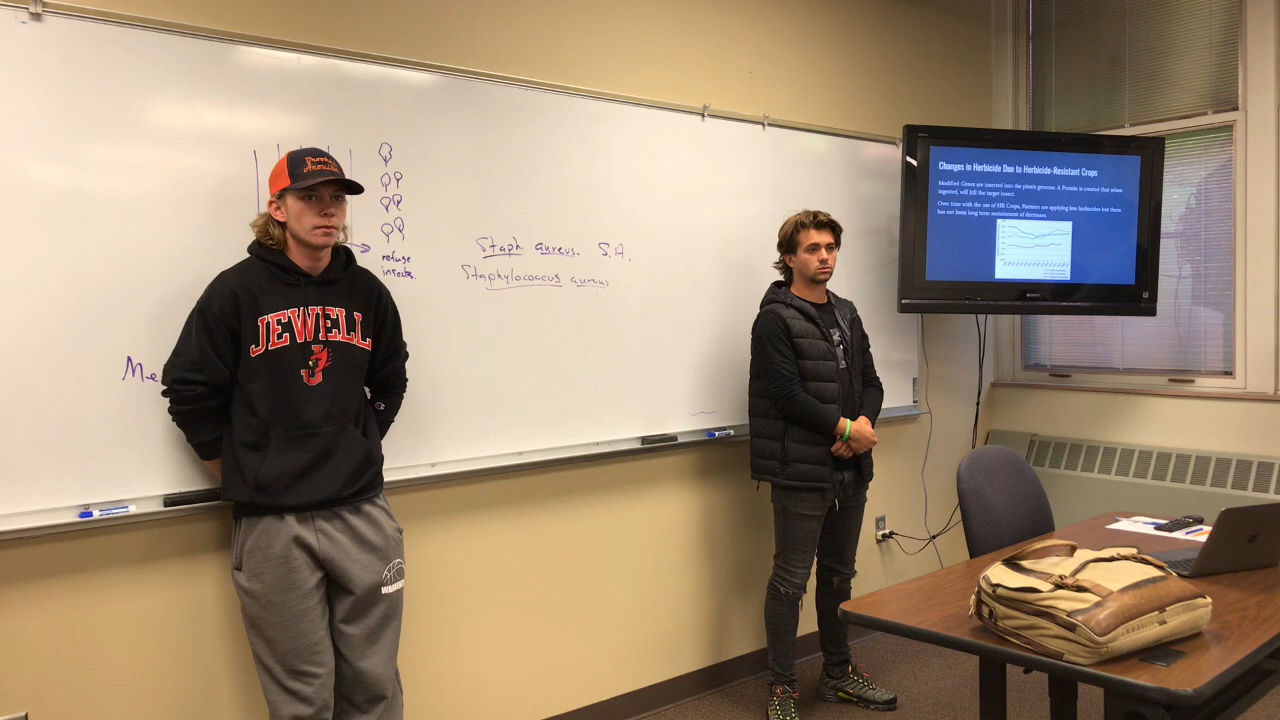 refuge
insects.
Staph. aureus. S.A.
Staphylococcus aureus
Me
JEWELL
J
Changes in Herbicide Due to Herbicide-Resistant Crops
Modified Genes are inserted into the plants genome. A Protein is created that when
ingested, will kill the target insect.
Over time with the use of HR Crops, Farmers are applying less herbicides but there
has not been long term sustainment of decreases.
SONY